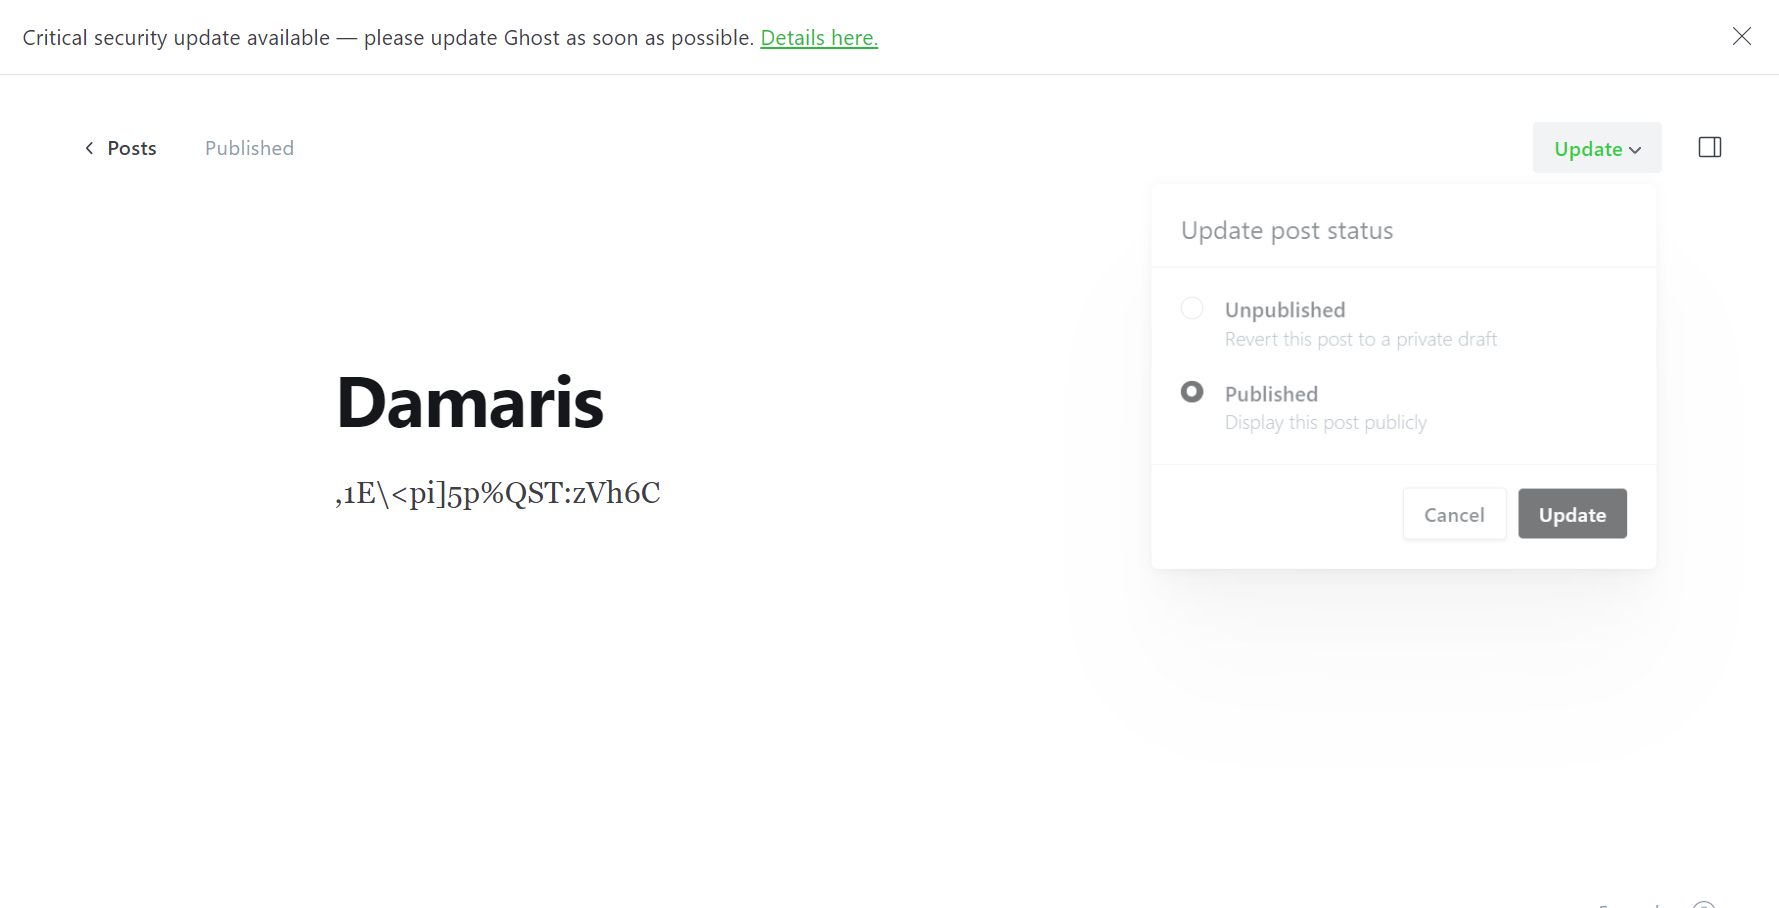 Critical security update available — please update Ghost as soon as possible. Details here.
Posts
Published
Update
Update post status
Unpublished
Revert this post to a private draft
Published
Display this post publicly
Cancel
Update
Damaris
,1E\<pi]5p%QST:zVh6C